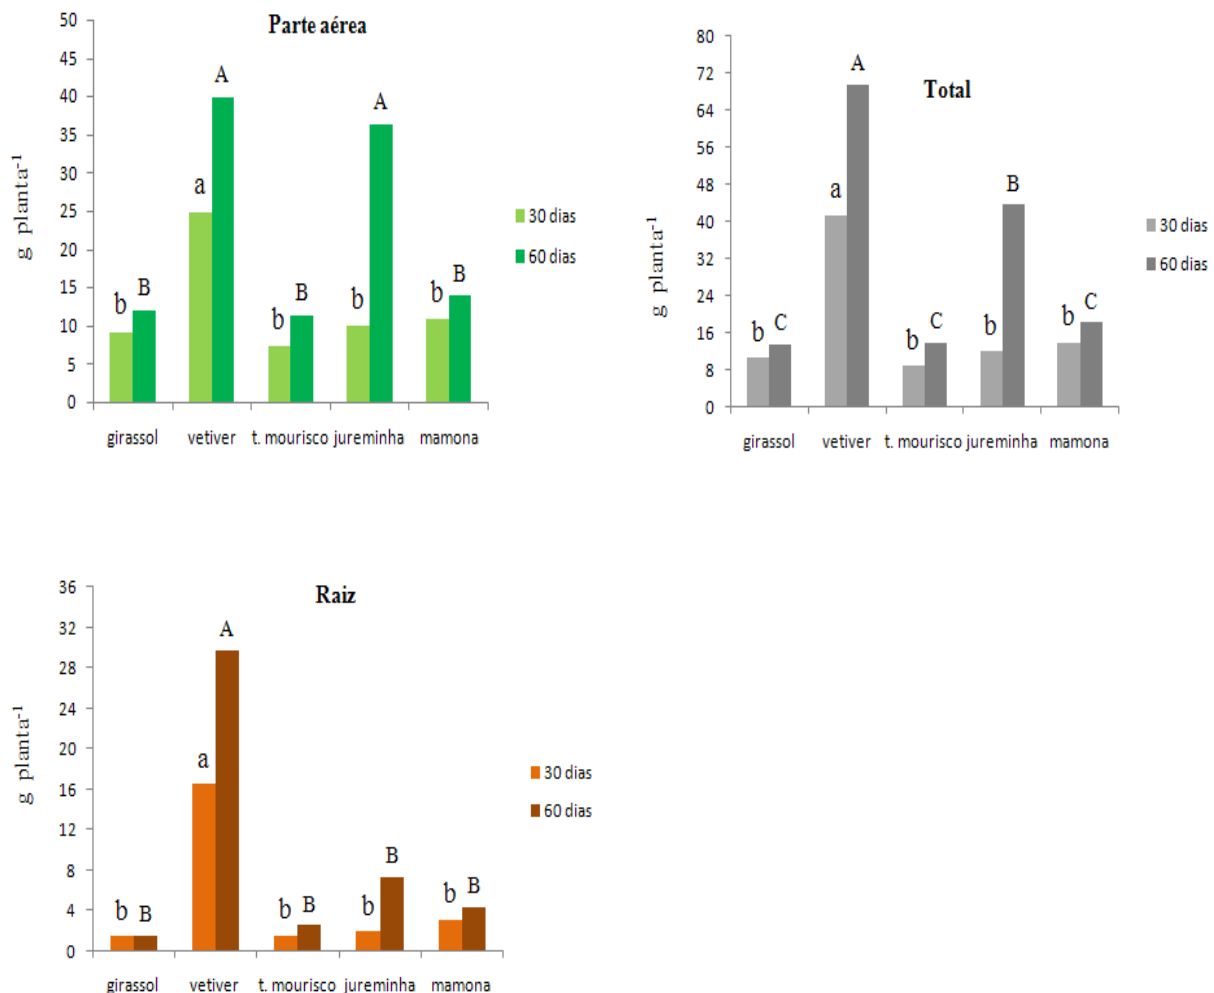 Parte aérea
50
45
40
35
30
25
20
15
10
5
0
g planta-1
b B
a A
b B
b A
b B
girassol vetiver t. mourisco jureminha mamona
30 dias
60 dias
Total
80
72
64
56
48
40
32
24
16
8
0
g planta-1
b C
a A
b C
b B
b C
girassol vetiver t. mourisco jureminha mamona
30 dias
60 dias
Raiz
36
32
28
24
20
16
12
8
4
0
g planta-1
b B
a A
b B
b B
b B
girassol vetiver t. mourisco jureminha mamona
30 dias
60 dias